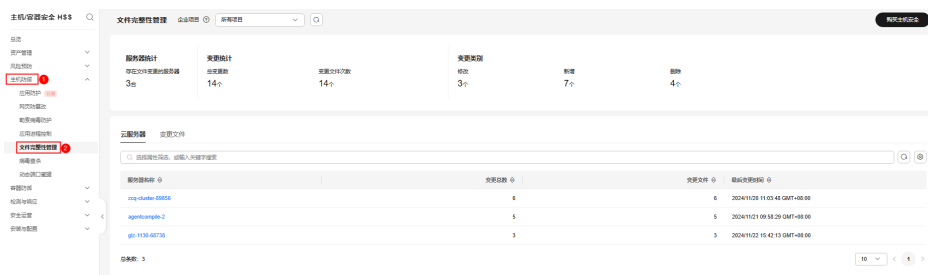 主机/容器安全 HSS
总览
资产管理
风险预防
主机防御 1
应用防护
网页防篡改
勒索病毒防护
应用进程控制
文件完整性管理 2
病毒查杀
动态端口蜜罐
容器防御
检测与响应
安全运营
安装与配置
文件完整性管理 企业项目 所有项目
购买主机安全
服务器统计 变更统计 变更类别
存在文件变更的服务器 总变更数 变更文件次数 修改 新增 删除
3台 14个 14个 3个 7个 4个
云服务器 变更文件
选择属性筛选，或输入关键字搜索
服务器名称 变更总数 变更文件 最后变更时间
zcq-cluster-89858 6 6 2024/11/20 11:03:48 GMT+08:00
agentcompile-2 5 5 2024/11/21 09:58:29 GMT+08:00
glz-1130-68736 3 3 2024/11/22 15:42:13 GMT+08:00
总条数: 3 10 1